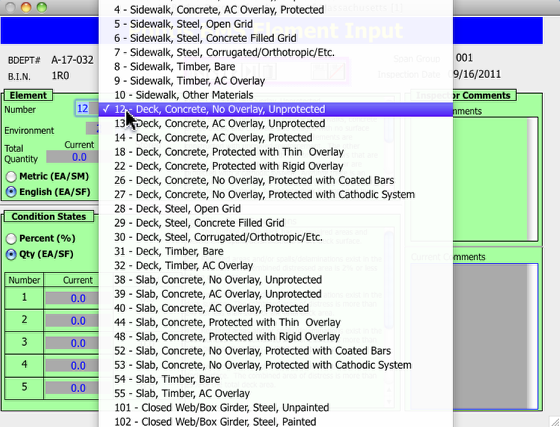 4 - Sidewalk, Concrete, AC Overlay, Protected
5 - Sidewalk, Steel, Open Grid
Element Input
6 - Sidewalk, Steel, Concrete Filled Grid
7 - Sidewalk, Steel, Corrugated/Orthotropic/Etc.
BDEPT# A-17-032
001
8 - Sidewalk, Timber, Bare
B.I.N. 1R0
9/16/2011
9 - Sidewalk, Timber, AC Overlay
10 - Sidewalk, Other Materials
Element
Comments
Number 12
✓ 12 - Deck, Concrete, No Overlay, Unprotected
mments
13 - Deck, Concrete, AC Overlay, Unprotected
Environment
14 - Deck, Concrete, AC Overlay, Protected
Total Quantity
Current
0.0
18 - Deck, Concrete, Protected with Thin Overlay
22 - Deck, Concrete, Protected with Rigid Overlay
Metric (EA/SM)
26 - Deck, Concrete, No Overlay, Protected with Coated Bars
English (EA/SF)
27 - Deck, Concrete, No Overlay, Protected with Cathodic System
28 - Deck, Steel, Open Grid
Condition States
29 - Deck, Steel, Concrete Filled Grid
Percent (%)
30 - Deck, Steel, Corrugated/Orthotropic/Etc.
Qty (EA/SF)
31 - Deck, Timber, Bare
Comments
32 - Deck, Timber, AC Overlay
Number Current
38 - Slab, Concrete, No Overlay, Unprotected
1 0.0
39 - Slab, Concrete, AC Overlay, Unprotected
40 - Slab, Concrete, AC Overlay, Protected
2 0.0
44 - Slab, Concrete, Protected with Thin Overlay
3 0.0
48 - Slab, Concrete, Protected with Rigid Overlay
52 - Slab, Concrete, No Overlay, Protected with Coated Bars
4 0.0
53 - Slab, Concrete, No Overlay, Protected with Cathodic System
54 - Slab, Timber, Bare
5 0.0
55 - Slab, Timber, AC Overlay
101 - Closed Web/Box Girder, Steel, Unpainted
102 - Closed Web/Box Girder, Steel, Painted